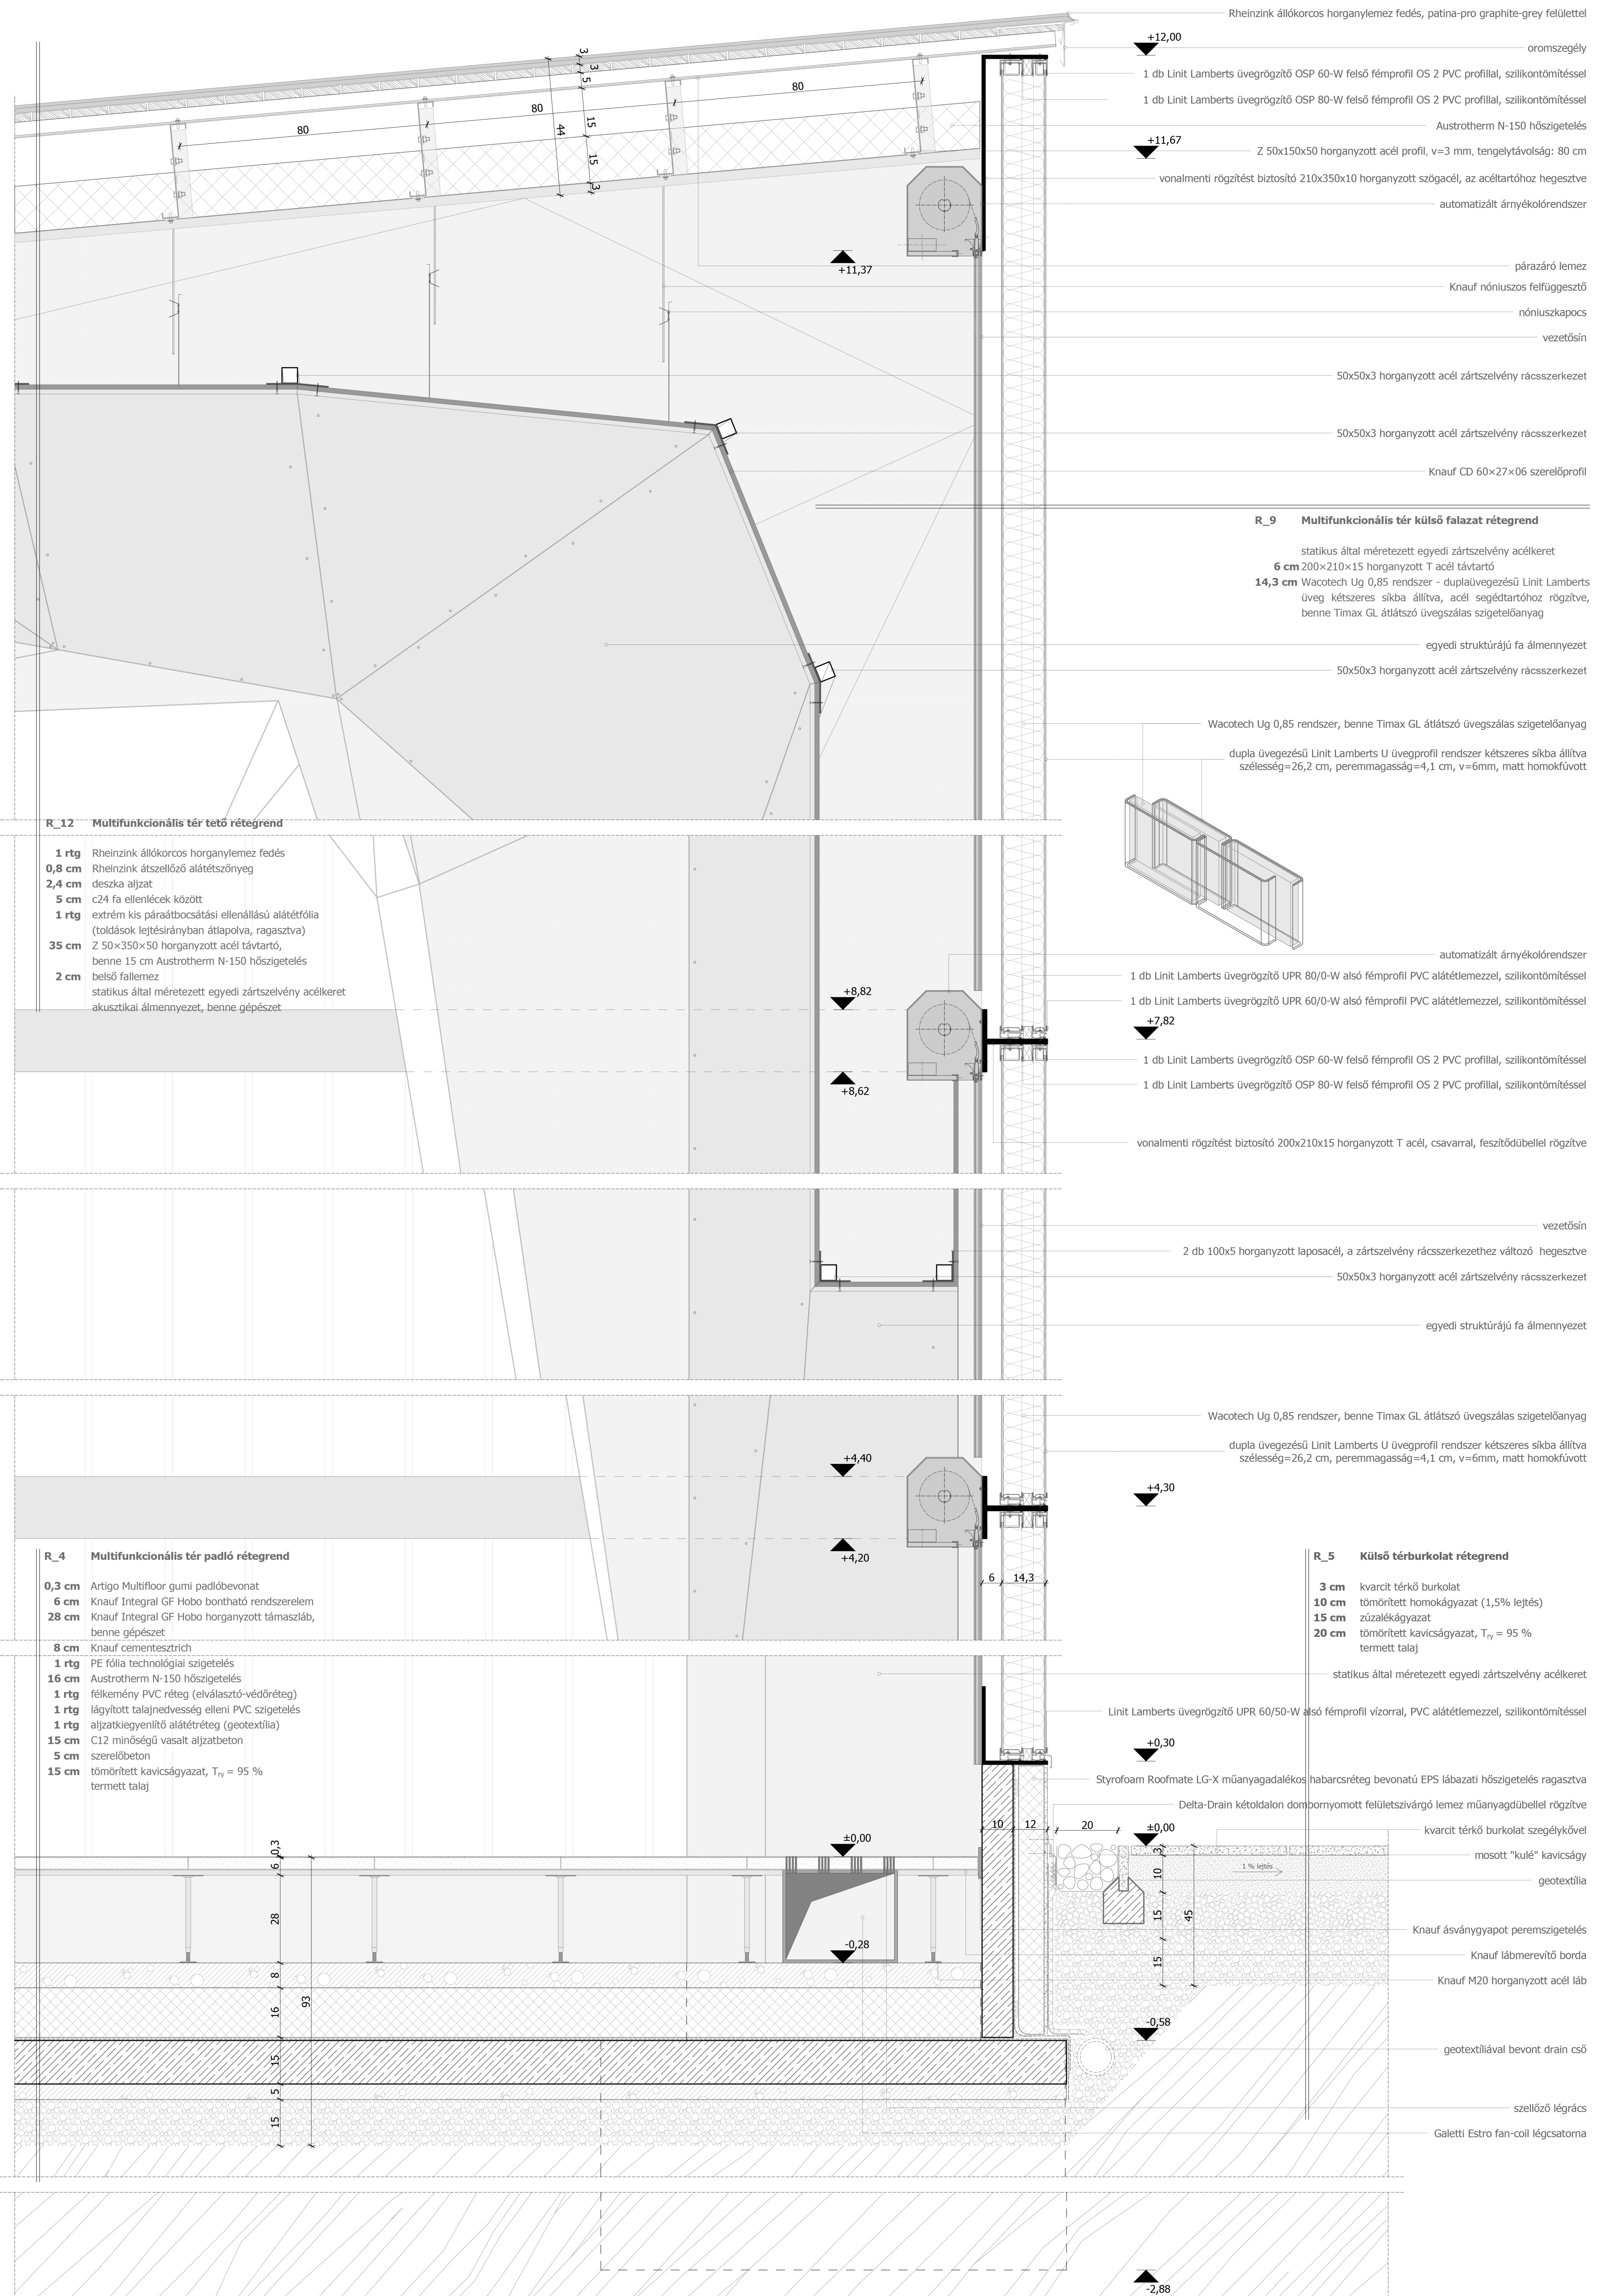 Rheinzink állókorcos horganylemez fedés, patina-pro graphite-grey felülettel
+12,00
oromszegély
1 db Linit Lamberts üvegrögzítő OSP 60-W felső fémprofil OS 2 PVC profillal, szilikontömítéssel
1 db Linit Lamberts üvegrögzítő OSP 80-W felső fémprofil OS 2 PVC profillal, szilikontömítéssel
Austrotherm N-150 hőszigetelés
+11,67
Z 50x150x50 horganyzott acél profil, v=3 mm, tengelytávolság: 80 cm
vonalmenti rögzítést biztosító 210x350x10 horganyzott szögacél, az acéltartóhoz hegesztve
automatizált árnyékolórendszer
3
3
5
15
44
15
3
80
80
80
+11,37
párazáró lemez
Knauf nóniuszos felfüggesztő
nóniuszkapocs
vezetősín
50x50x3 horganyzott acél zártszelvény rácsszerkezet
50x50x3 horganyzott acél zártszelvény rácsszerkezet
Knauf CD 60×27×06 szerelőprofil
R_9 Multifunkcionális tér külső falazat rétegrend
statikus által méretezett egyedi zártszelvény acélkeret
6 cm 200×210×15 horganyzott T acél távtartó
14,3 cm Wacotech Ug 0,85 rendszer - duplaüvegezésű Linit Lamberts
üveg kétszeres síkba állítva, acél segédtartóhoz rögzítve,
benne Timax GL átlátszó üvegszálas szigetelőanyag
egyedi struktúrájú fa álmennyezet
50x50x3 horganyzott acél zártszelvény rácsszerkezet
Wacotech Ug 0,85 rendszer, benne Timax GL átlátszó üvegszálas szigetelőanyag
dupla üvegezésű Linit Lamberts U üvegprofil rendszer kétszeres síkba állítva
szélesség=26,2 cm, peremmagasság=4,1 cm, v=6mm, matt homokfúvott
R_12 Multifunkcionális tér tető rétegrend
1 rtg Rheinzink állókorcos horganylemez fedés
0,8 cm Rheinzink átszellőző alátétszőnyeg
2,4 cm deszka aljzat
5 cm c24 fa ellenlécek között
1 rtg extrém kis páraátbocsátási ellenállású alátétfólia
(toldások lejtésirányban átlapolva, ragasztva)
35 cm Z 50×350×50 horganyzott acél távtartó,
benne 15 cm Austrotherm N-150 hőszigetelés
2 cm belső fallemez
statikus által méretezett egyedi zártszelvény acélkeret
akusztikai álmennyezet, benne gépészet
automatizált árnyékolórendszer
1 db Linit Lamberts üvegrögzítő UPR 80/0-W alsó fémprofil PVC alátétlemezzel, szilikontömítéssel
+8,82
1 db Linit Lamberts üvegrögzítő UPR 60/0-W alsó fémprofil PVC alátétlemezzel, szilikontömítéssel
+7,82
1 db Linit Lamberts üvegrögzítő OSP 60-W felső fémprofil OS 2 PVC profillal, szilikontömítéssel
1 db Linit Lamberts üvegrögzítő OSP 80-W felső fémprofil OS 2 PVC profillal, szilikontömítéssel
+8,62
vonalmenti rögzítést biztosító 200x210x15 horganyzott T acél, csavarral, feszítődübellel rögzítve
vezetősín
2 db 100x5 horganyzott laposacél, a zártszelvény rácsszerkezethez változó hegesztve
50x50x3 horganyzott acél zártszelvény rácsszerkezet
egyedi struktúrájú fa álmennyezet
Wacotech Ug 0,85 rendszer, benne Timax GL átlátszó üvegszálas szigetelőanyag
dupla üvegezésű Linit Lamberts U üvegprofil rendszer kétszeres síkba állítva
szélesség=26,2 cm, peremmagasság=4,1 cm, v=6mm, matt homokfúvott
+4,40
+4,30
+4,20
6
14,3
R_4 Multifunkcionális tér padló rétegrend
0,3 cm Artigo Multifloor gumi padlóbevonat
6 cm Knauf Integral GF Hobo bontható rendszerelem
28 cm Knauf Integral GF Hobo horganyzott támaszláb,
benne gépészet
8 cm Knauf cementesztrich
1 rtg PE fólia technológiai szigetelés
16 cm Austrotherm N-150 hőszigetelés
1 rtg félkemény PVC réteg (elválasztó-védőréteg)
1 rtg lágyított talajnedvesség elleni PVC szigetelés
1 rtg aljzatkiegyenlítő alátétréteg (geotextília)
15 cm C12 minőségű vasalt aljzatbeton
5 cm szerelőbeton
15 cm tömörített kavicságyazat, Trγ = 95 %
termett talaj
R_5 Külső térburkolat rétegrend
3 cm kvarcit térkő burkolat
10 cm tömörített homokágyazat (1,5% lejtés)
15 cm zúzalékágyazat
20 cm tömörített kavicságyazat, Trγ = 95 %
termett talaj
statikus által méretezett egyedi zártszelvény acélkeret
Linit Lamberts üvegrögzítő UPR 60/50-W alsó fémprofil vízorral, PVC alátétlemezzel, szilikontömítéssel
+0,30
Styrofoam Roofmate LG-X műanyagadalékos habarcsréteg bevonatú EPS lábazati hőszigetelés ragasztva
Delta-Drain kétoldalon dombornyomott felületszivárgó lemez műanyagdübellel rögzítve
10
12
20
±0,00
±0,00
kvarcit térkő burkolat szegélykővel
mosott "kulé" kavicságy
1 % lejtés
geotextília
Knauf ásványgyapot peremszigetelés
Knauf lábmerevítő borda
Knauf M20 horganyzott acél láb
0,3
6
28
8
16
15
5
15
93
-0,28
3
10
15
15
45
-0,58
geotextíliával bevont drain cső
szellőző légrács
Galetti Estro fan-coil légcsatorna
-2,88